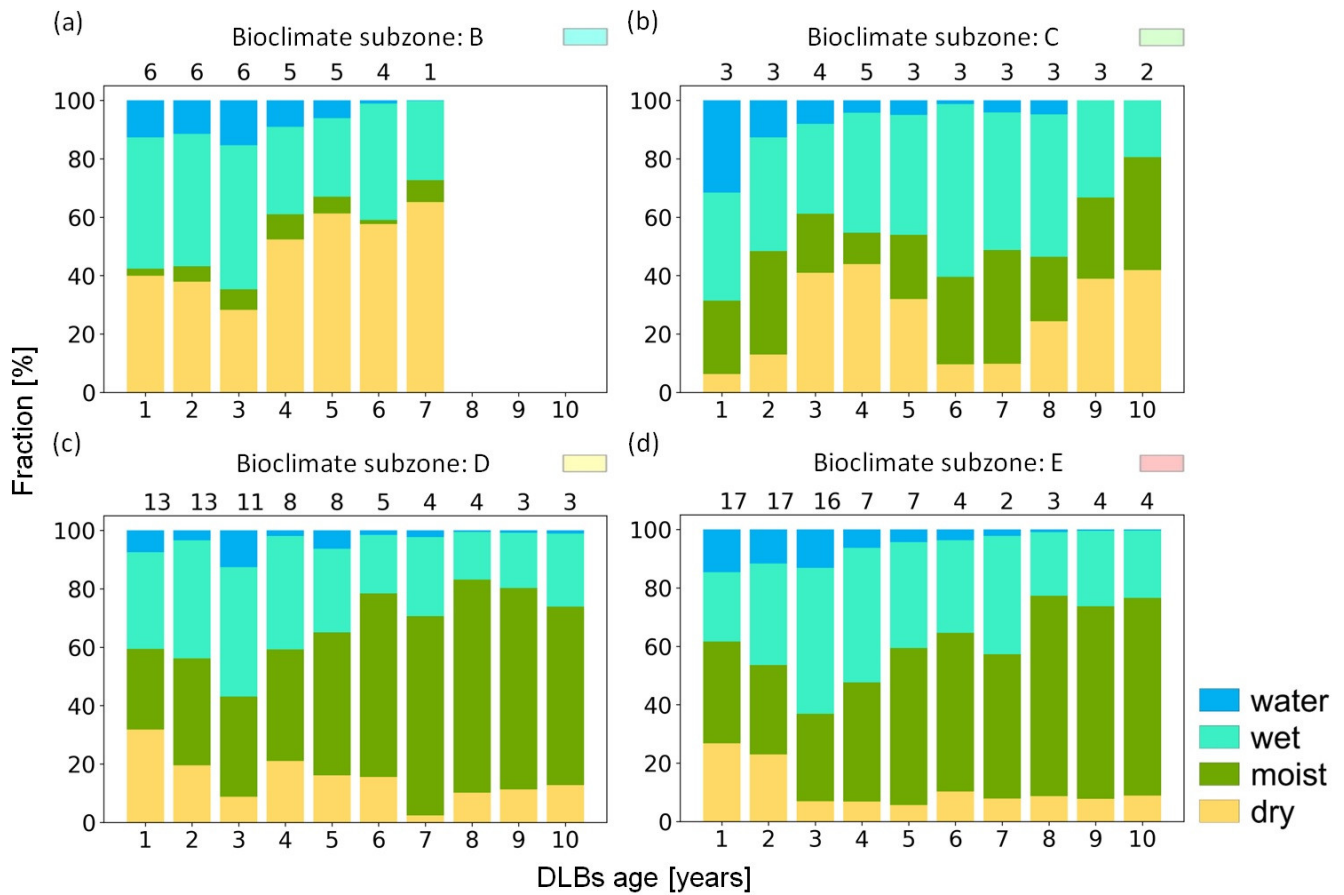 (a)
Bioclimate subzone: B
6 6 6 5 5 4 1
100
80
60
40
20
0
1 2 3 4 5 6 7 8 9 10
(b)
Bioclimate subzone: C
3 3 4 5 3 3 3 3 3 2
100
80
60
40
20
0
1 2 3 4 5 6 7 8 9 10
Fraction [%]
(c)
Bioclimate subzone: D
13 13 11 8 8 5 4 4 3 3
100
80
60
40
20
0
1 2 3 4 5 6 7 8 9 10
(d)
Bioclimate subzone: E
17 17 16 7 7 4 2 3 4 4
100
80
60
40
20
0
1 2 3 4 5 6 7 8 9 10
water
wet
moist
dry
DLBs age [years]